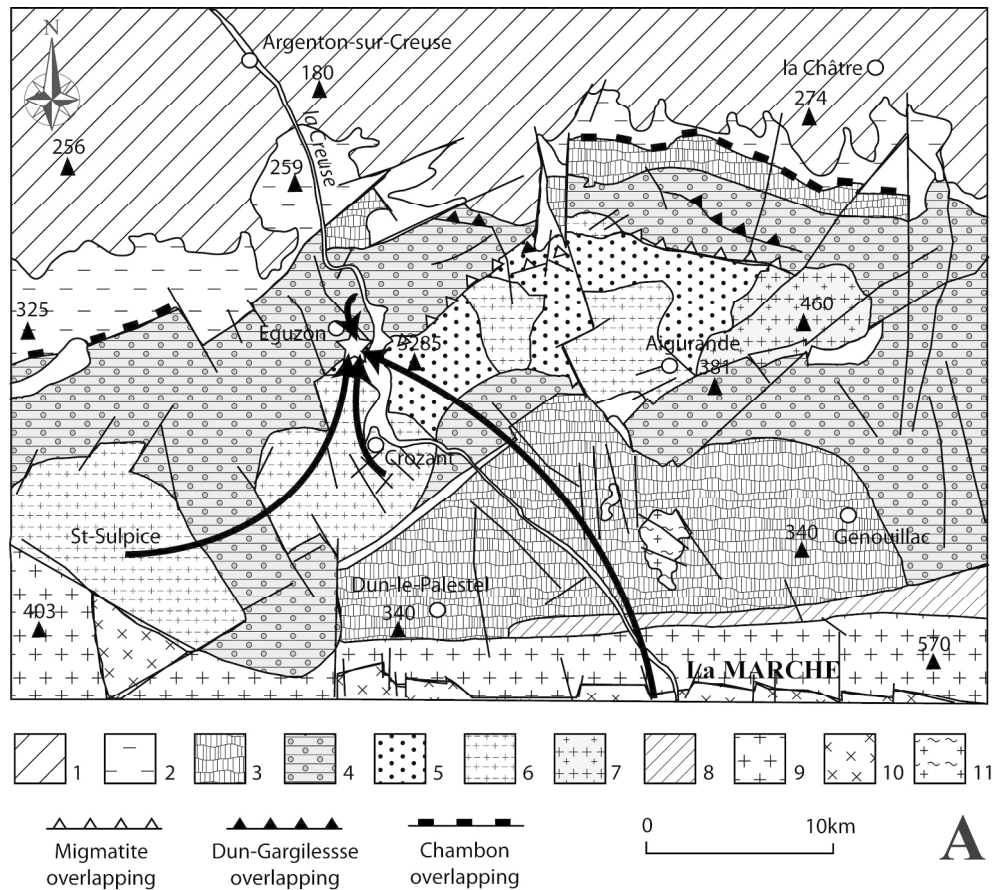 N
Argenton-sur-Creuse
180
la Châtre
274
256
259
la Creuse
325
Eguzon
3285
460
Aigurande
381
Crozant
St-Sulpice
340
Genouillac
Dun-le-Palestel
340
403
570
La MARCHE
1 2 3 4 5 6 7 8 9 10 11
Migmatite
overlapping
Dun-Gargilessse
overlapping
Chambon
overlapping
0 10km
A